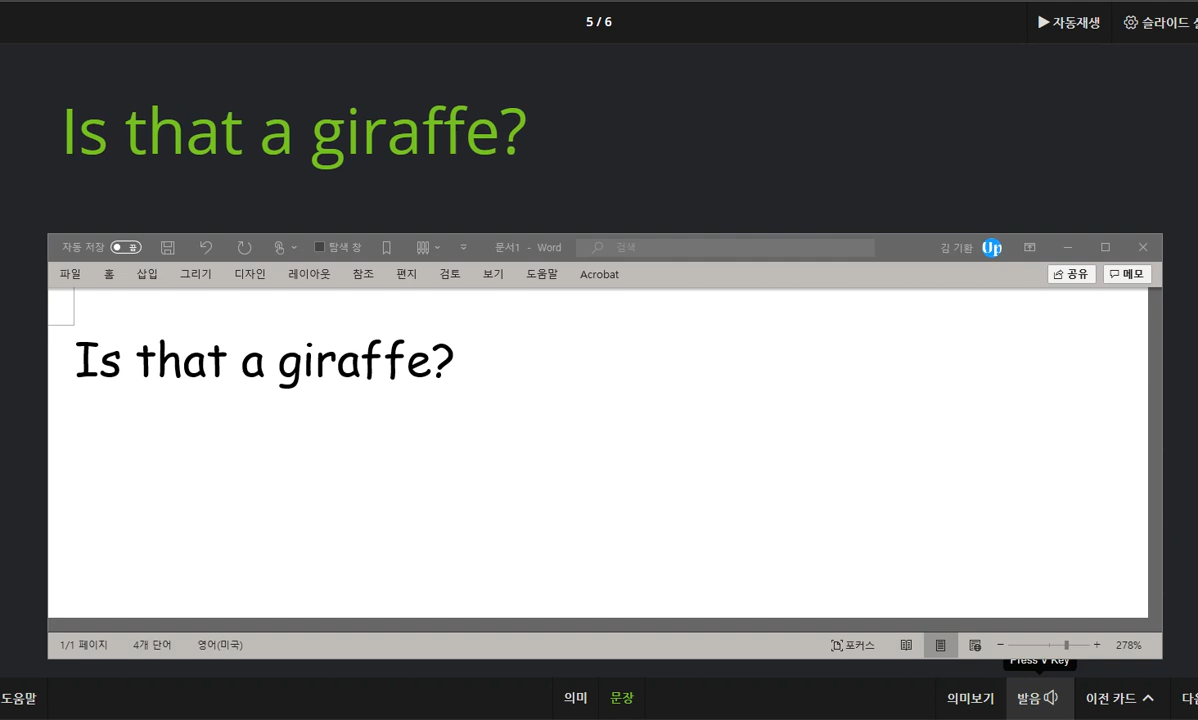 5 / 6
자동재생
슬라이드
Is that a giraffe?
자동 저장
탐색 창
문서1 - Word
검색
김 기환
Up
파일 홈 삽입 그리기 디자인 레이아웃 참조 편지 검토 보기 도움말 Acrobat
공유
메모
Is that a giraffe?
1/1 페이지 4개 단어 영어(미국)
포커스
278%
Press V Key
도움말
의미 문장
의미보기 발음 이전 카드